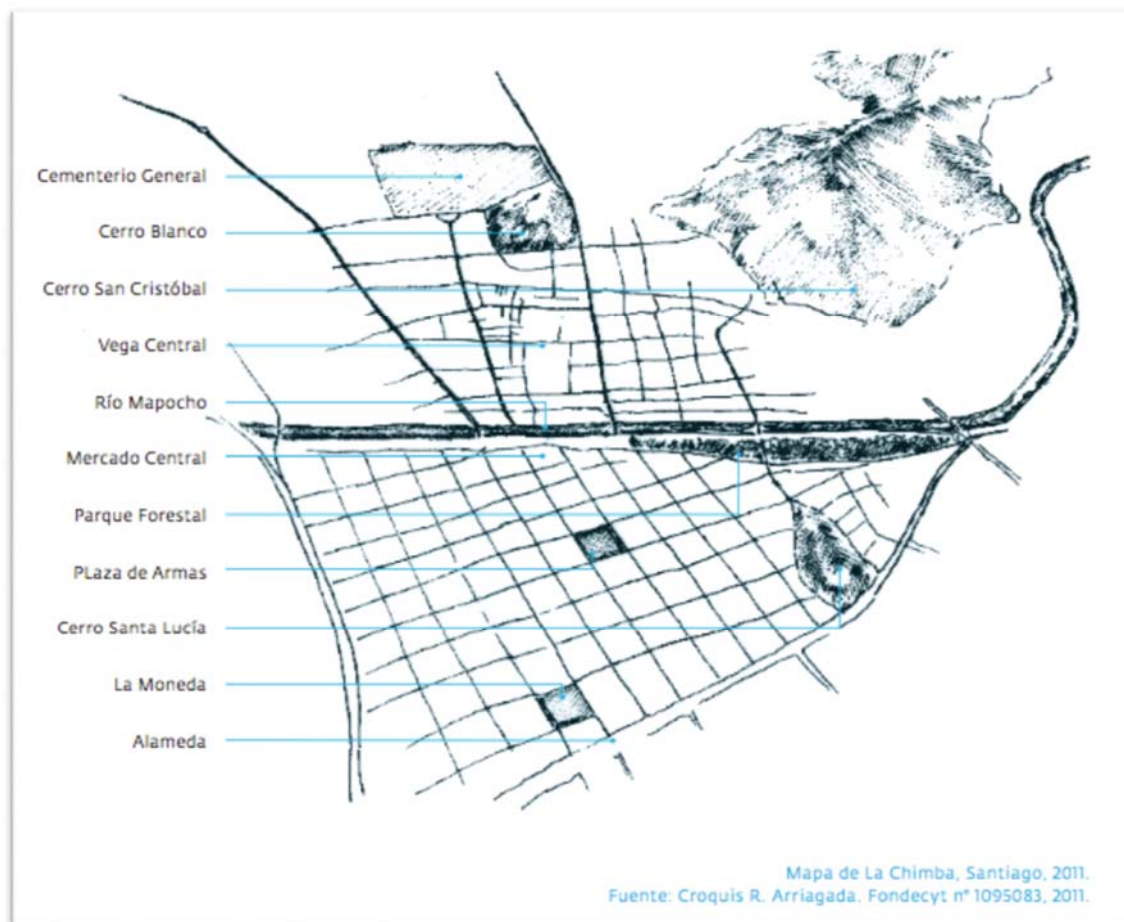 Cementerio General
Cerro Blanco
Cerro San Cristóbal
Vega Central
Río Mapocho
Mercado Central
Parque Forestal
PLaza de Armas
Cerro Santa Lucía
La Moneda
Alameda
Mapa de La Chimba, Santiago, 2011.
Fuente: Croquis R. Arriagada. Fondecyt nº 1095083, 2011.